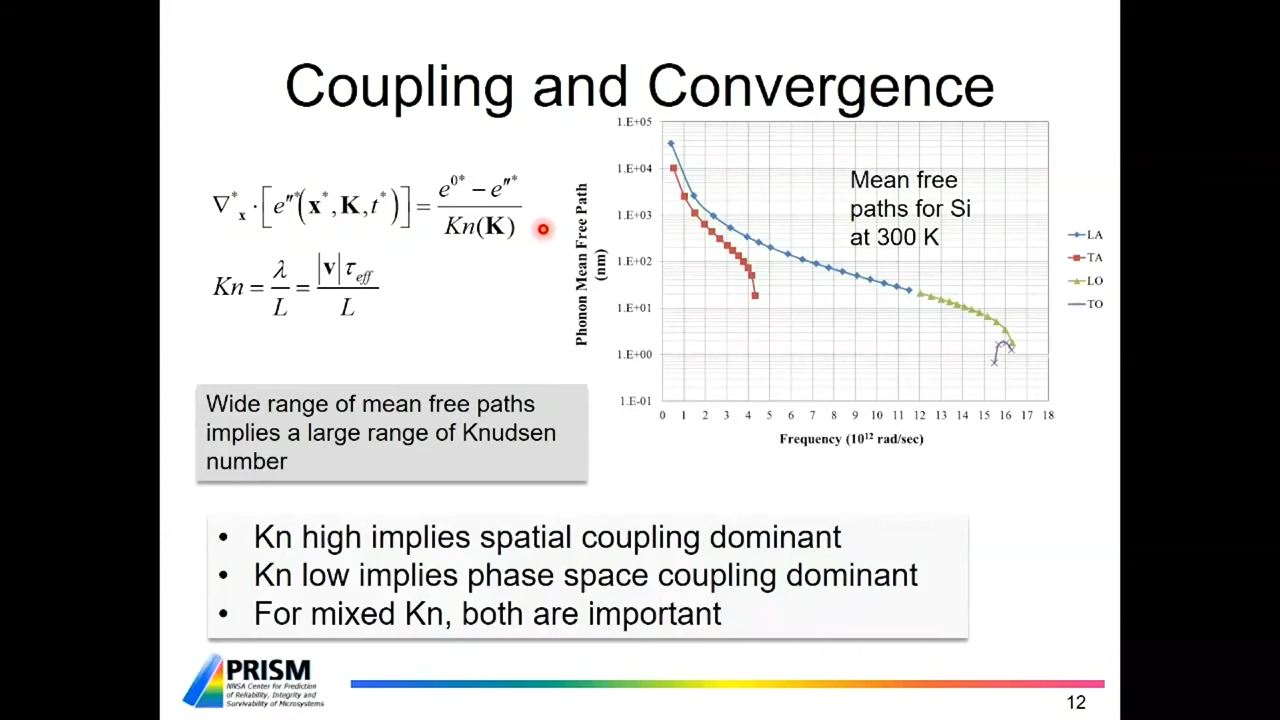 Coupling and Convergence
∇*ₓ · [e″*(x*, K, t*)] = (e⁰* − e″*) / Kn(K)
Kn = λ / L = |v| τ_eff / L
Wide range of mean free paths
implies a large range of Knudsen
number
1.E+05
1.E+04
1.E+03
1.E+02
1.E+01
1.E+00
1.E-01
Phonon Mean Free Path
(nm)
Mean free
paths for Si
at 300 K
LA
TA
LO
TO
0 1 2 3 4 5 6 7 8 9 10 11 12 13 14 15 16 17 18
Frequency (10¹² rad/sec)
• Kn high implies spatial coupling dominant
• Kn low implies phase space coupling dominant
• For mixed Kn, both are important
PRISM
NNSA Center for Prediction
of Reliability, Integrity and
Survivability of Microsystems
12